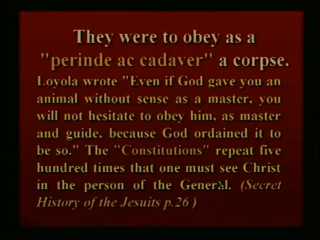 They were to obey as a
"perinde ac cadaver" a corpse.
Loyola wrote "Even if God gave you an
animal without sense as a master, you
will not hesitate to obey him, as master
and guide, because God ordained it to
be so." The "Constitutions" repeat five
hundred times that one must see Christ
in the person of the General. (Secret
History of the Jesuits p.26 )